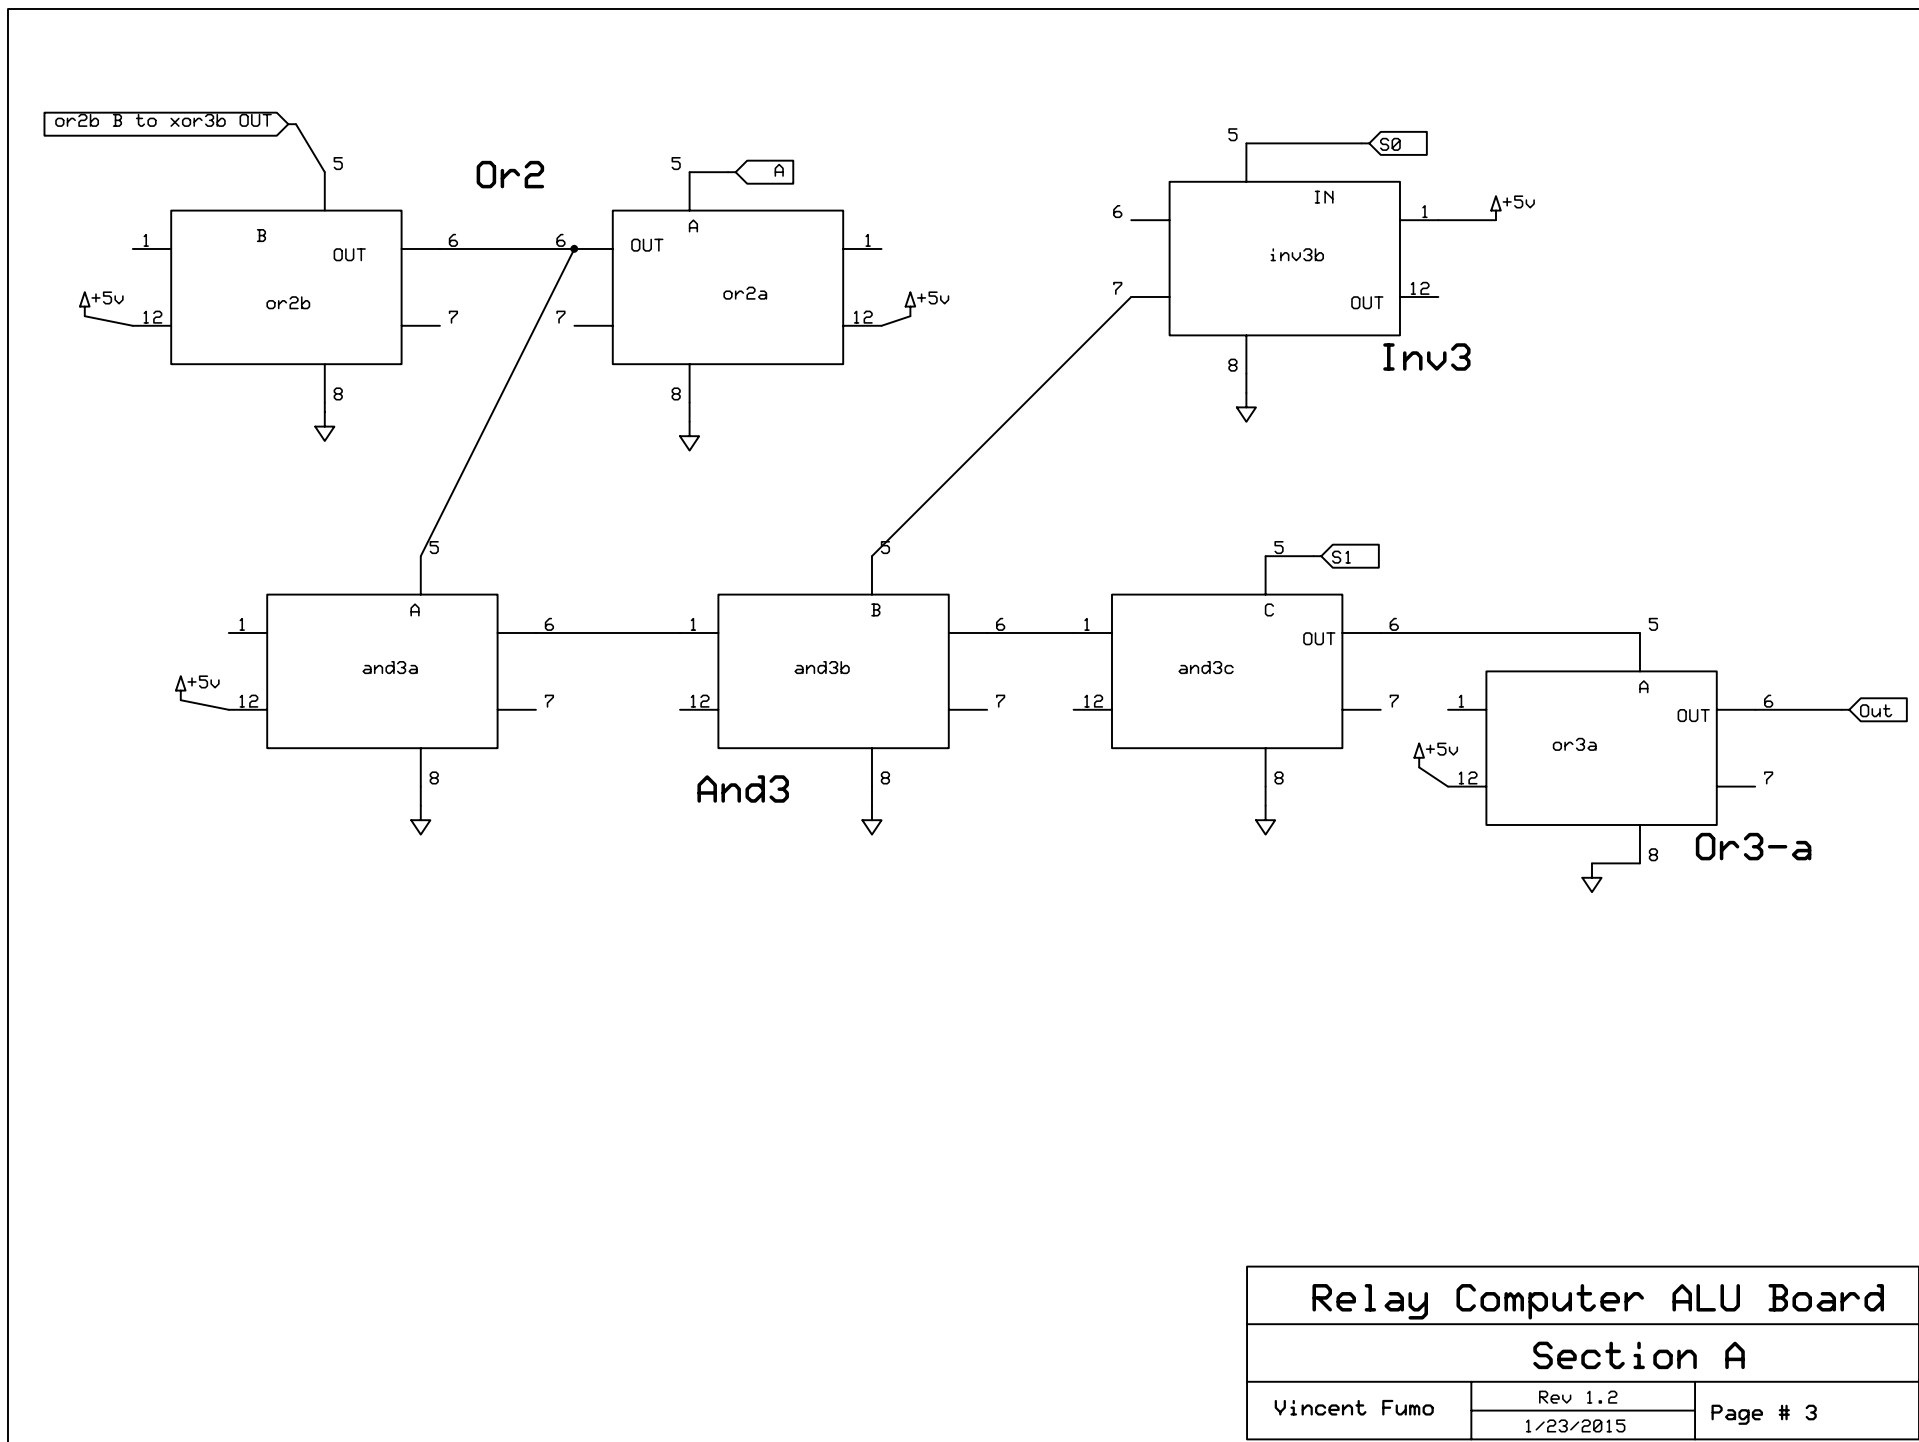 or2b B to xor3b OUT
5
Or2
5
A
5
S0
1
B
OUT
6
6
OUT
A
1
6
IN
1
+5v
inv3b
+5v
12
or2b
7
7
or2a
12
+5v
7
OUT
12
8
8
8
Inv3
5
5
5
S1
1
A
6
1
B
6
1
C
OUT
6
5
and3a
and3b
and3c
+5v
12
7
12
7
12
7
1
A
OUT
6
Out
or3a
+5v
12
7
8
And3
8
8
8
Or3-a
Relay Computer ALU Board
Section A
Vincent Fumo
Rev 1.2
1/23/2015
Page # 3